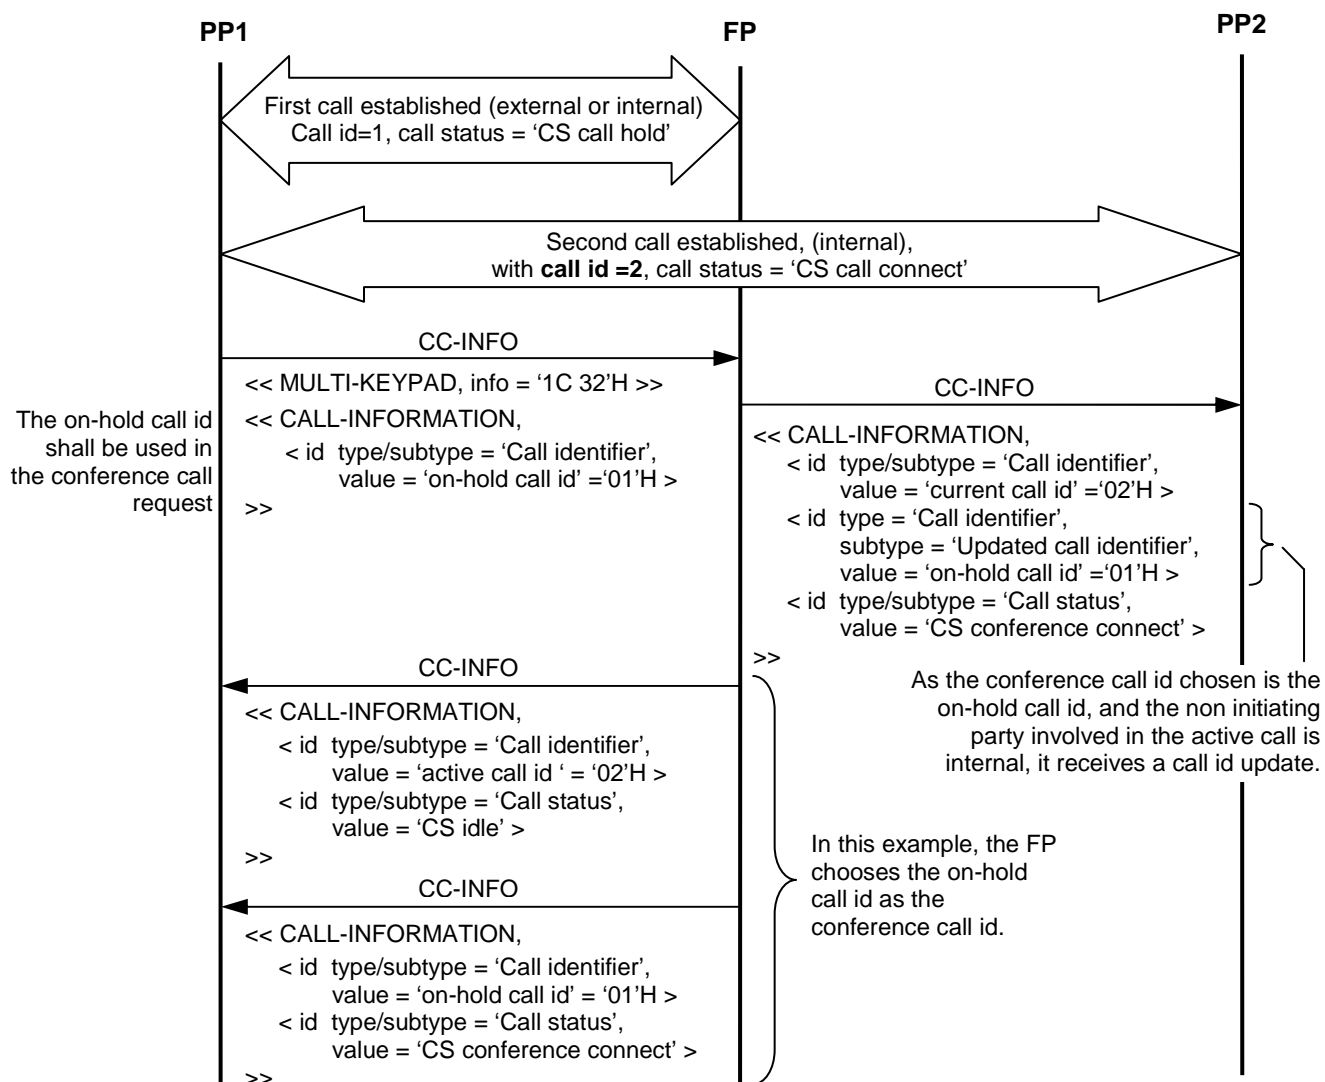 PP1
FP
PP2
First call established (external or internal)
Call id=1, call status = ‘CS call hold’
Second call established, (internal),
with call id =2, call status = ‘CS call connect’
CC-INFO
<< MULTI-KEYPAD, info = ‘1C 32’H >>
<< CALL-INFORMATION,
< id type/subtype = ‘Call identifier’,
value = ‘on-hold call id’ =‘01’H >
>>
The on-hold call id
shall be used in
the conference call
request
CC-INFO
<< CALL-INFORMATION,
< id type/subtype = ‘Call identifier’,
value = ‘current call id’ =‘02’H >
< id type = ‘Call identifier’,
subtype = ‘Updated call identifier’,
value = ‘on-hold call id’ =‘01’H >
< id type/subtype = ‘Call status’,
value = ‘CS conference connect’ >
>>
As the conference call id chosen is the
on-hold call id, and the non initiating
party involved in the active call is
internal, it receives a call id update.
CC-INFO
<< CALL-INFORMATION,
< id type/subtype = ‘Call identifier’,
value = ‘active call id ‘ = ‘02’H >
< id type/subtype = ‘Call status’,
value = ‘CS idle’ >
>>
In this example, the FP
chooses the on-hold
call id as the
conference call id.
CC-INFO
<< CALL-INFORMATION,
< id type/subtype = ‘Call identifier’,
value = ‘on-hold call id’ = ‘01’H >
< id type/subtype = ‘Call status’,
value = ‘CS conference connect’ >
>>